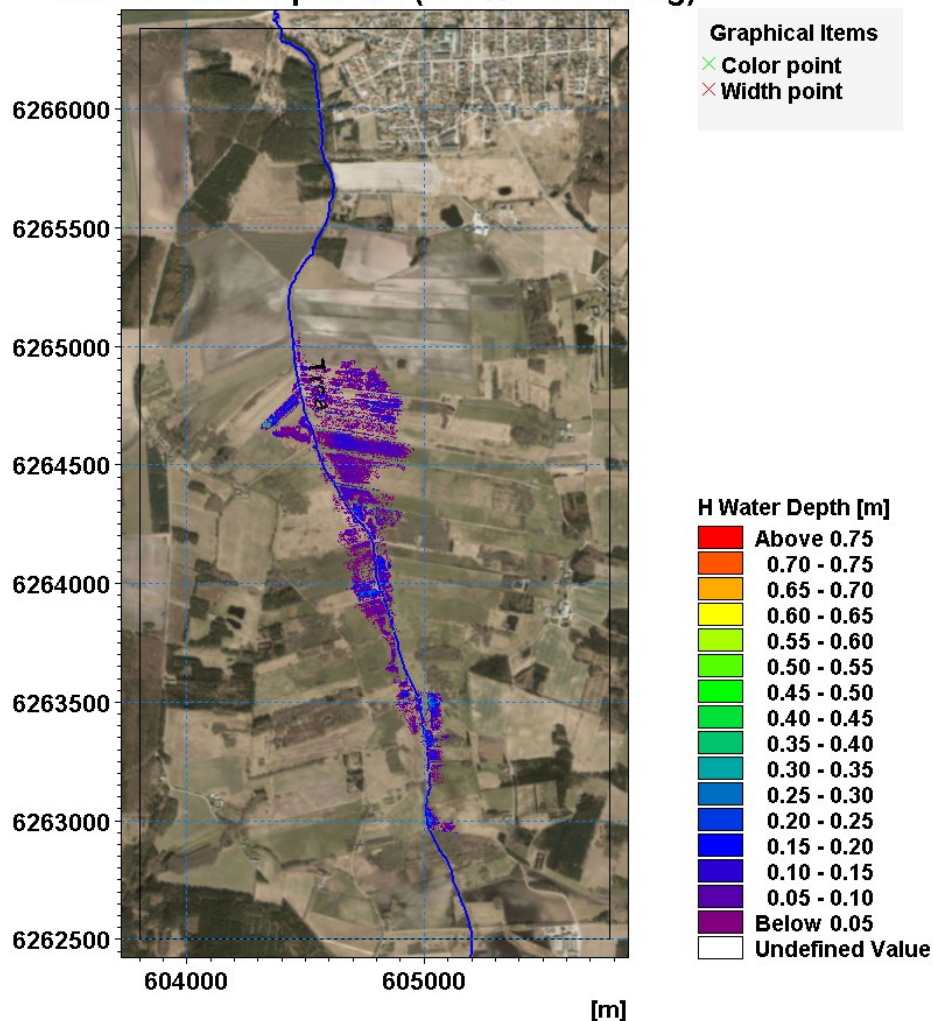 Graphical Items
Color point
Width point
6266000
6265500
6265000
6264500
6264000
6263500
6263000
6262500
604000 605000
[m]
H Water Depth [m]
Above 0.75
0.70 - 0.75
0.65 - 0.70
0.60 - 0.65
0.55 - 0.60
0.50 - 0.55
0.45 - 0.50
0.40 - 0.45
0.35 - 0.40
0.30 - 0.35
0.25 - 0.30
0.20 - 0.25
0.15 - 0.20
0.10 - 0.15
0.05 - 0.10
Below 0.05
Undefined Value